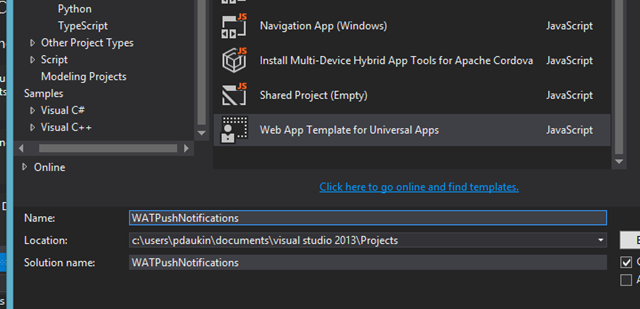 Python
TypeScript
Other Project Types
Script
Modeling Projects
Samples
Visual C#
Visual C++
Online
JS
Navigation App (Windows) JavaScript
JS
Install Multi-Device Hybrid App Tools for Apache Cordova JavaScript
JS
Shared Project (Empty) JavaScript
Web App Template for Universal Apps JavaScript
Click here to go online and find templates.
Name: WATPushNotifications
Location: c:\users\pdaukin\documents\visual studio 2013\Projects
Solution name: WATPushNotifications